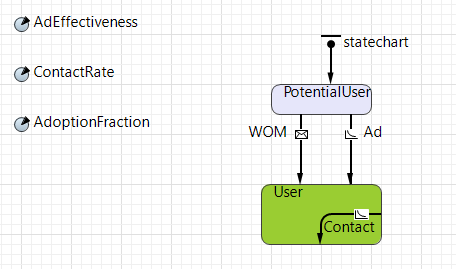 AdEffectiveness
statechart
ContactRate
PotentialUser
AdoptionFraction
WOM
Ad
User
Contact